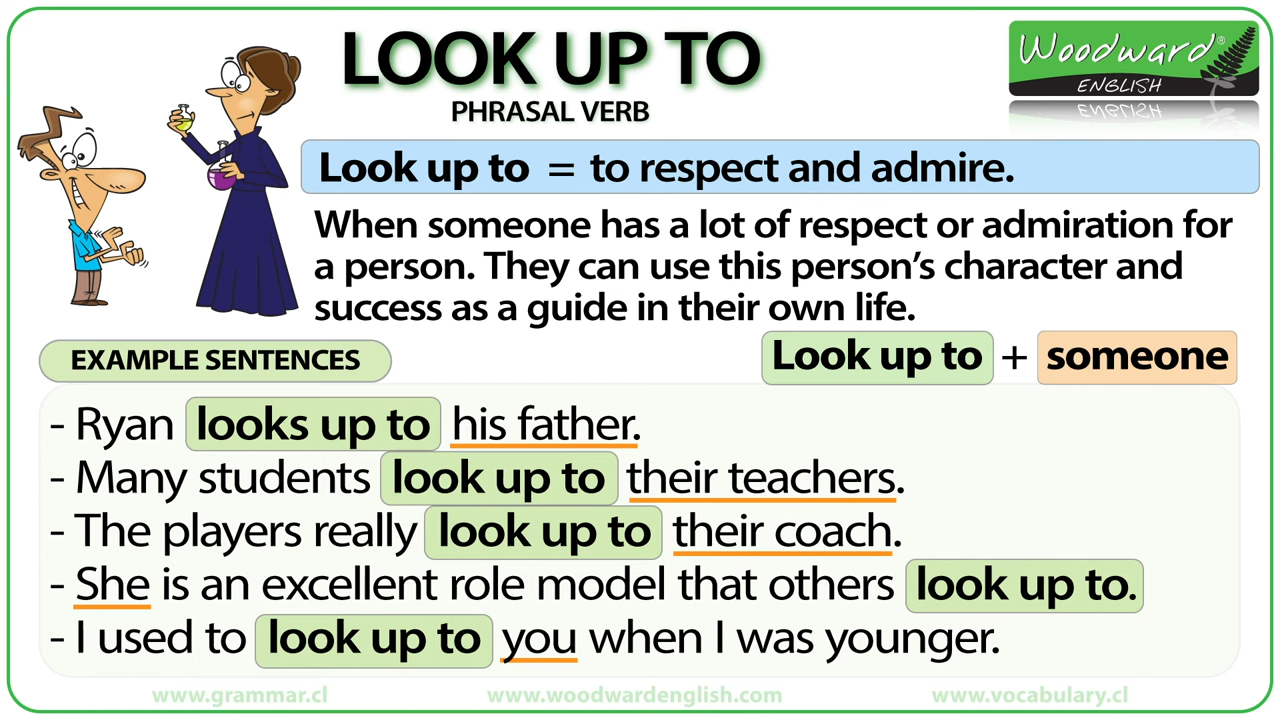 LOOK UP TO
PHRASAL VERB
Woodward®
ENGLISH
Look up to = to respect and admire.
When someone has a lot of respect or admiration for
a person. They can use this person’s character and
success as a guide in their own life.
EXAMPLE SENTENCES
Look up to + someone
- Ryan looks up to his father.
- Many students look up to their teachers.
- The players really look up to their coach.
- She is an excellent role model that others look up to.
- I used to look up to you when I was younger.
www.grammar.cl www.woodwardenglish.com www.vocabulary.cl